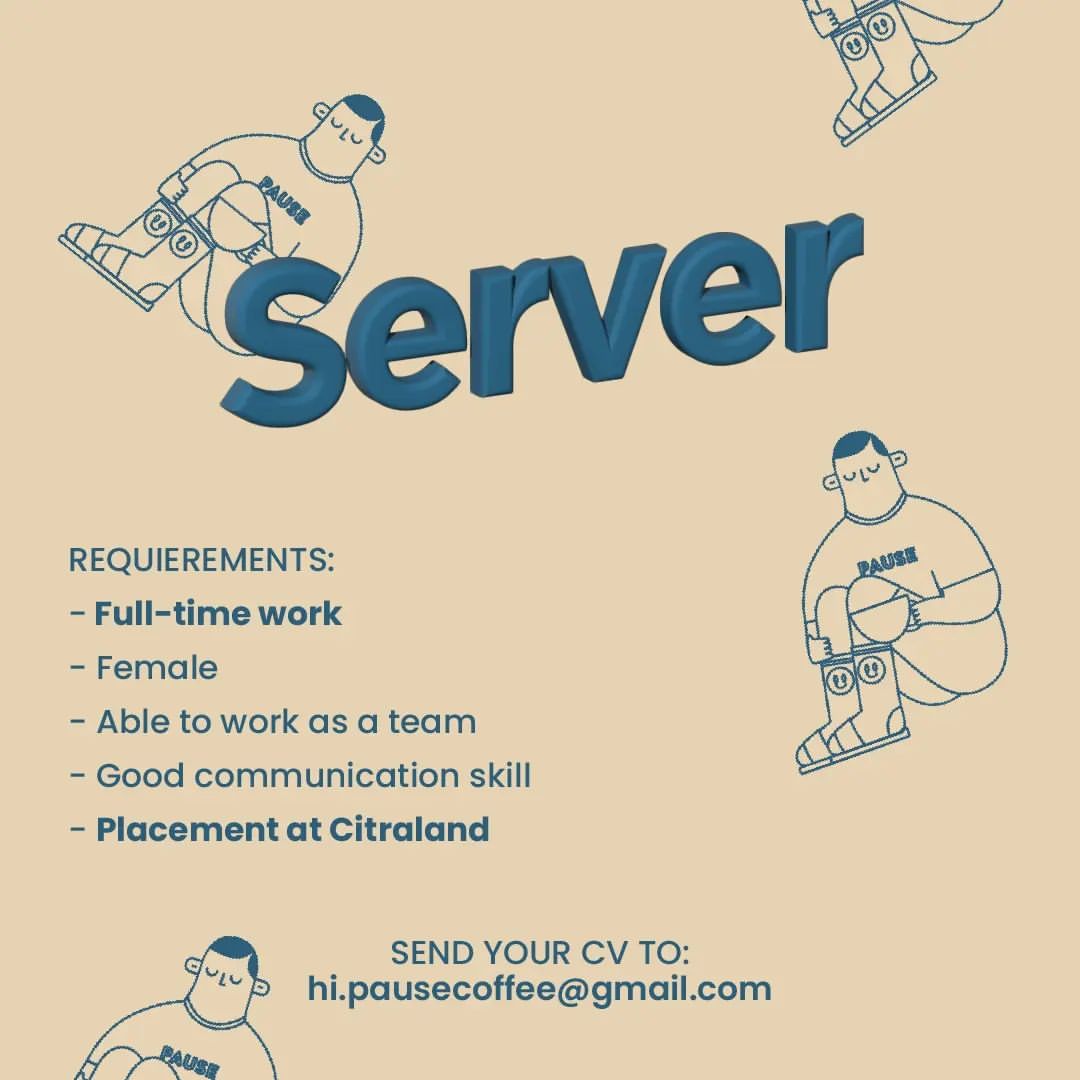 PAUSE
Server
PAUSE
REQUIEREMENTS:
- Full-time work
- Female
- Able to work as a team
- Good communication skill
- Placement at Citraland
SEND YOUR CV TO:
hi.pausecoffee@gmail.com
PAUSE